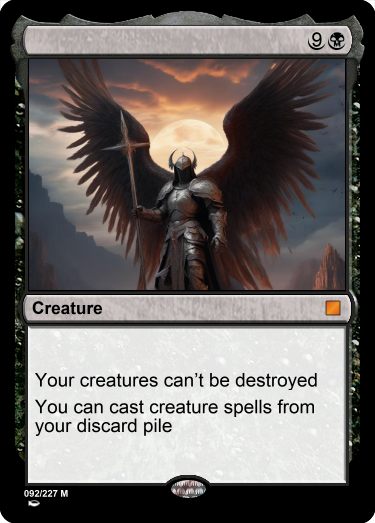 9
Creature
Your creatures can't be destroyed
You can cast creature spells from
your discard pile
092/227 M